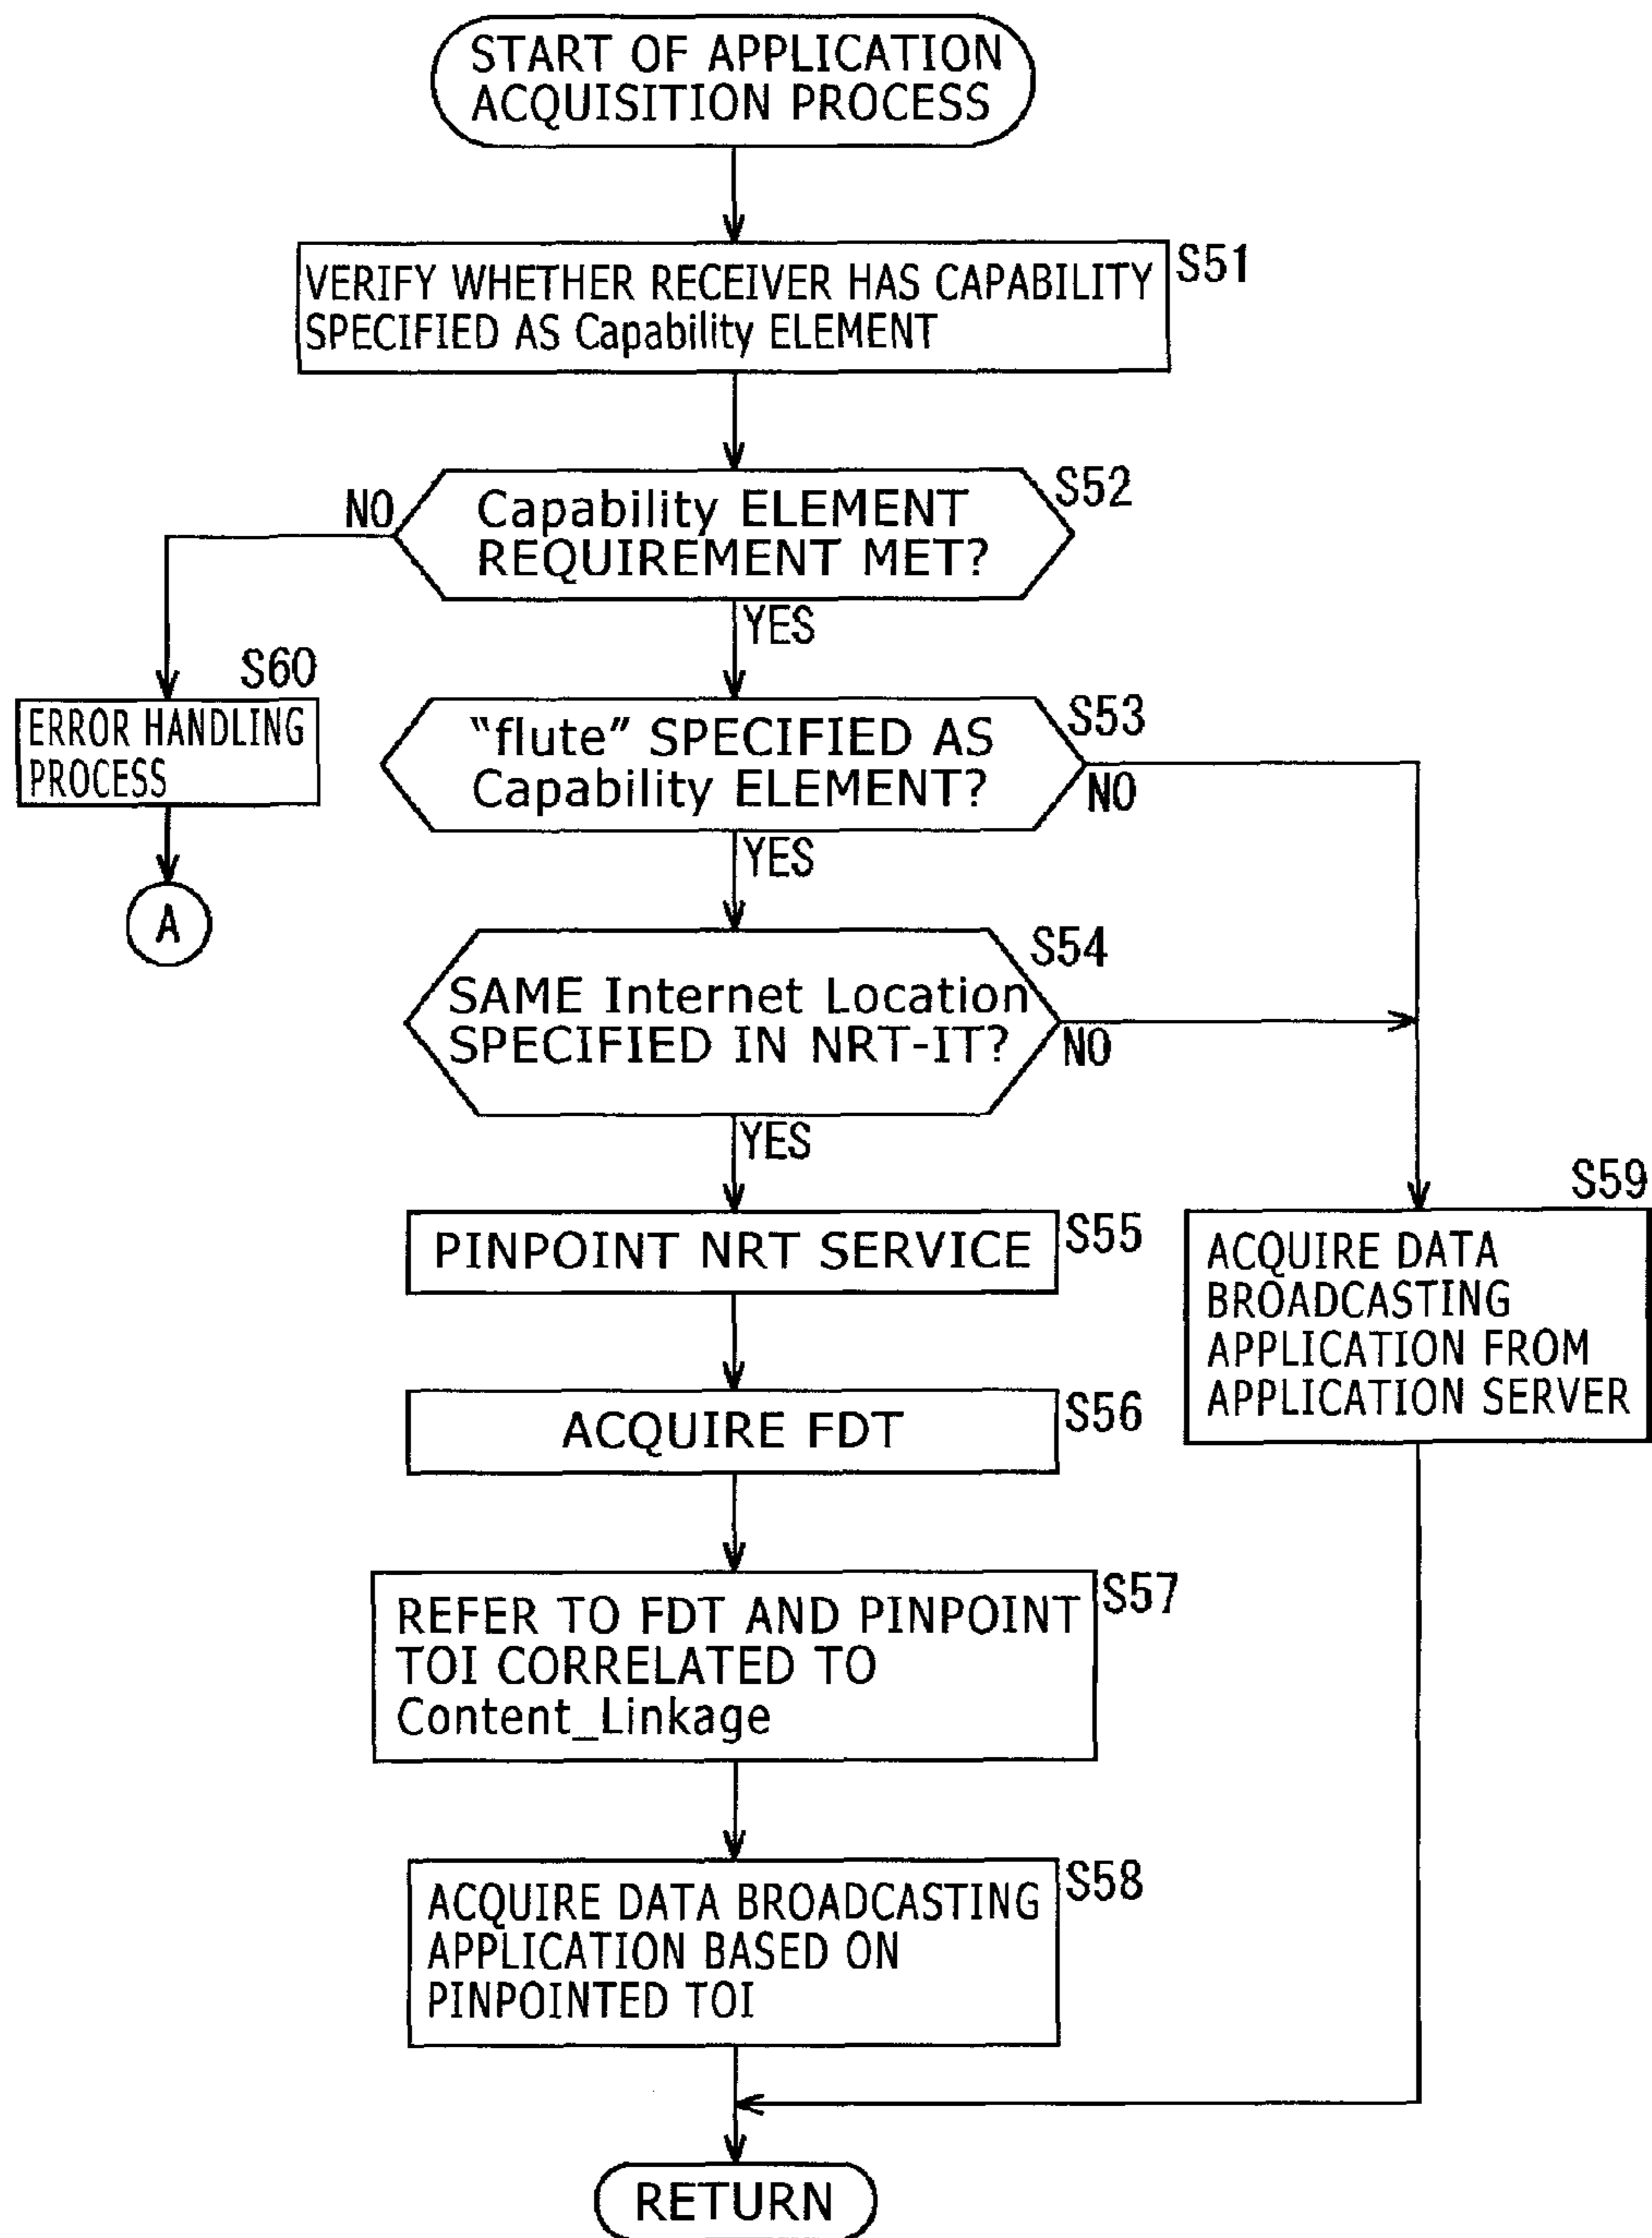 START OF APPLICATION
ACQUISITION PROCESS
VERIFY WHETHER RECEIVER HAS CAPABILITY
SPECIFIED AS Capability ELEMENT
S51
Capability ELEMENT
REQUIREMENT MET?
S52
NO
YES
S60
ERROR HANDLING
PROCESS
A
"flute" SPECIFIED AS
Capability ELEMENT?
S53
NO
YES
SAME Internet Location
SPECIFIED IN NRT-IT?
S54
NO
YES
PINPOINT NRT SERVICE
S55
S59
ACQUIRE DATA
BROADCASTING
APPLICATION FROM
APPLICATION SERVER
ACQUIRE FDT
S56
REFER TO FDT AND PINPOINT
TOI CORRELATED TO
Content_Linkage
S57
ACQUIRE DATA BROADCASTING
APPLICATION BASED ON
PINPOINTED TOI
S58
RETURN